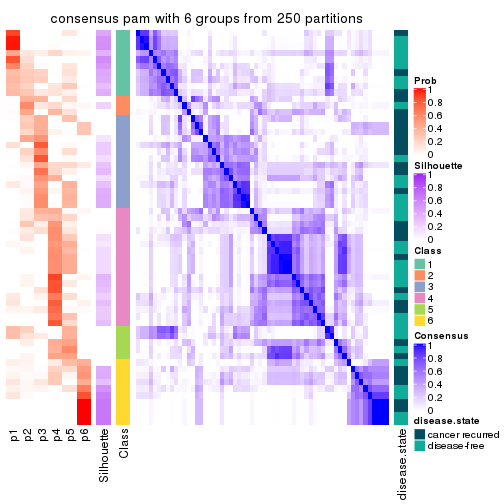 consensus pam with 6 groups from 250 partitions
Prob
1
0.8
0.6
0.4
0.2
0
Silhouette
1
0.8
0.6
0.4
0.2
0
Class
1
2
3
4
5
6
Consensus
1
0.8
0.6
0.4
0.2
0
disease.state
cancer recurred
disease-free
p1
p2
p3
p4
p5
p6
Silhouette
Class
disease.state